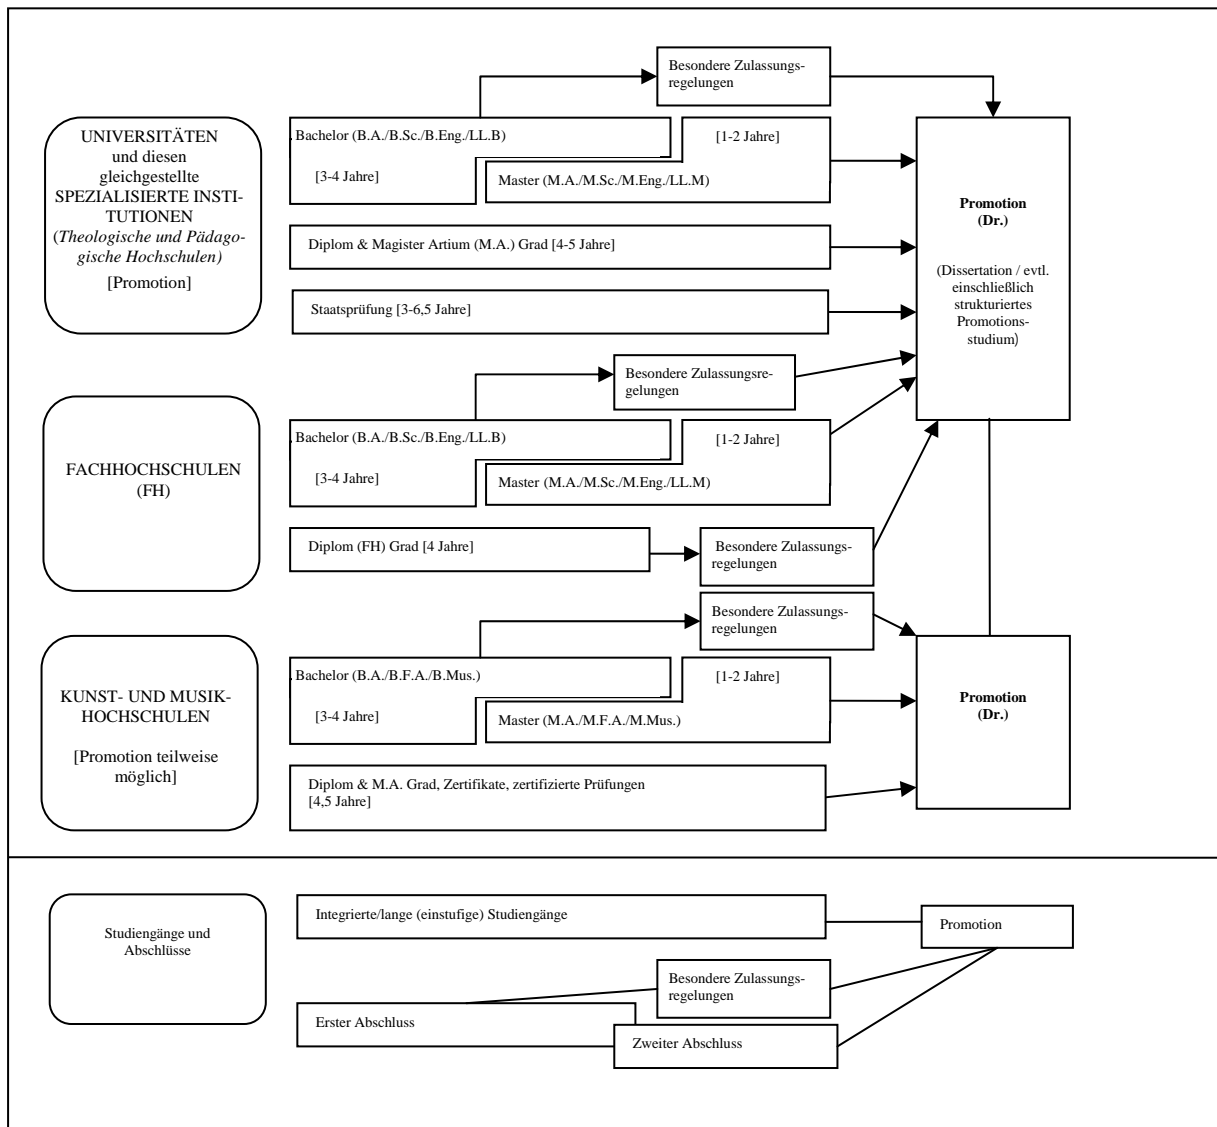 Besondere Zulassungs-
regelungen
UNIVERSITÄTEN
und diesen
gleichgestellte
SPEZIALISIERTE INSTI-
TUTIONEN
(Theologische und Pädago-
gische Hochschulen)
[Promotion]
. Bachelor (B.A./B.Sc./B.Eng./LL.B)
[3-4 Jahre]
[1-2 Jahre]
Master (M.A./M.Sc./M.Eng./LL.M)
Diplom & Magister Artium (M.A.) Grad [4-5 Jahre]
Staatsprüfung [3-6,5 Jahre]
Promotion
(Dr.)
(Dissertation / evtl.
einschließlich
strukturiertes
Promotions-
studium)
FACHHOCHSCHULEN
(FH)
Besondere Zulassungsre-
gelungen
. Bachelor (B.A./B.Sc./B.Eng./LL.B)
[3-4 Jahre]
[1-2 Jahre]
Master (M.A./M.Sc./M.Eng./LL.M)
Diplom (FH) Grad [4 Jahre]
Besondere Zulassungs-
regelungen
KUNST- UND MUSIK-
HOCHSCHULEN
[Promotion teilweise
möglich]
Besondere Zulassungs-
regelungen
. Bachelor (B.A./B.F.A./B.Mus.)
[3-4 Jahre]
[1-2 Jahre]
Master (M.A./M.F.A./M.Mus.)
Diplom & M.A. Grad, Zertifikate, zertifizierte Prüfungen
[4,5 Jahre]
Promotion
(Dr.)
Studiengänge und
Abschlüsse
Integrierte/lange (einstufige) Studiengänge
Promotion
Besondere Zulassungs-
regelungen
Erster Abschluss
Zweiter Abschluss